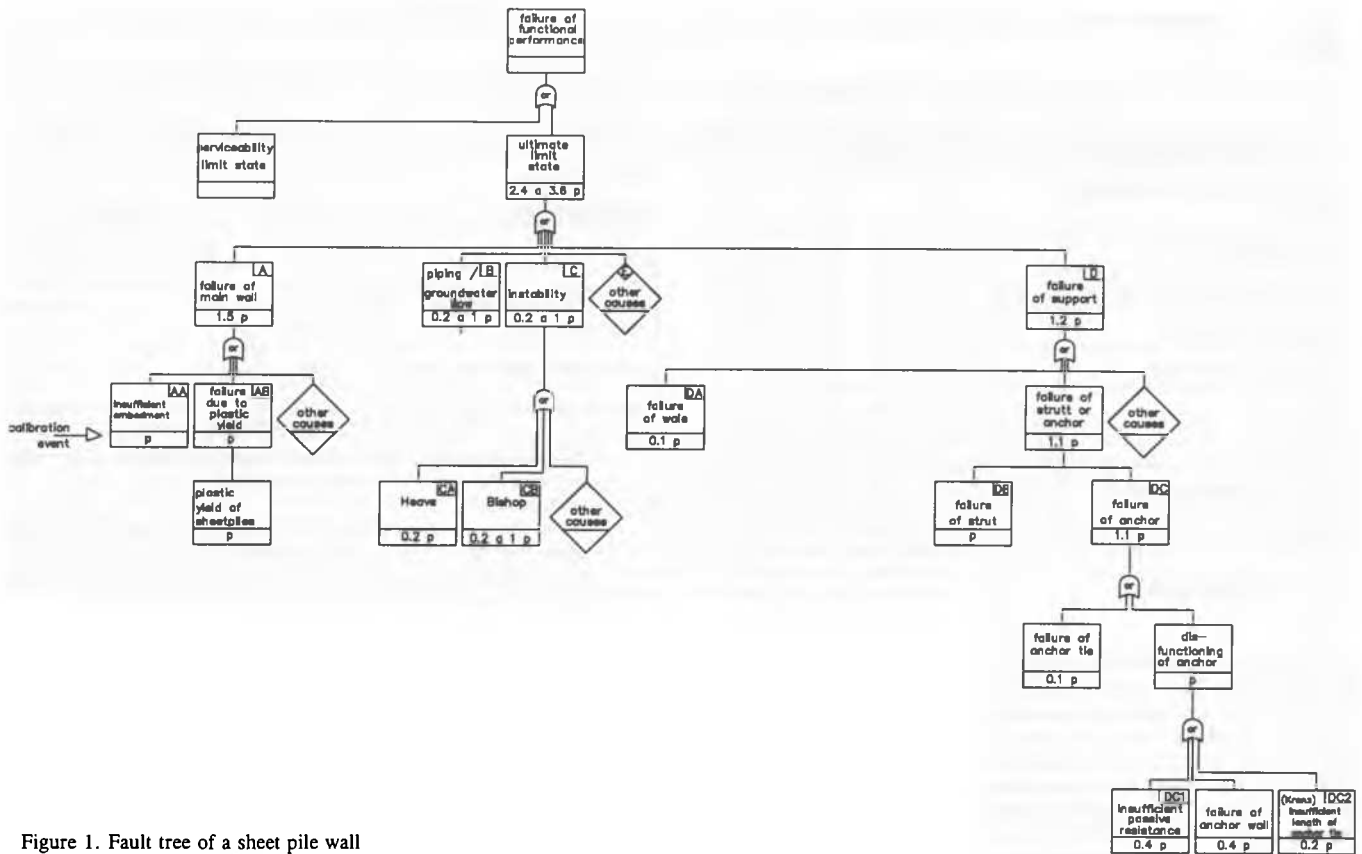 failure of
functional
performance
or
serviceability
limit state
ultimate
limit
state
2.4 a 3.6 p
or
A
failure of
main wall
1.5 p
piping / B
groundwater
flow
0.2 a 1 p
C
instability
0.2 a 1 p
other
causes
D
failure
of support
1.2 p
or
or
AA
insufficient
embedment
p
AB
failure
due to
plastic
yield
p
other
causes
calibration
event
or
DA
failure
of wale
0.1 p
failure of
strutt or
anchor
1.1 p
other
causes
plastic
yield of
sheetpiles
p
CA
Heave
0.2 p
CB
Bishop
0.2 a 1 p
other
causes
DB
failure
of strut
p
DC
failure
of anchor
1.1 p
or
failure of
anchor tie
0.1 p
dis-
functioning
of anchor
p
or
DC1
insufficient
passive
resistance
0.4 p
failure of
anchor wall
0.4 p
(Kranz) DC2
insufficient
length of
anchor tie
0.2 p
Figure 1. Fault tree of a sheet pile wall